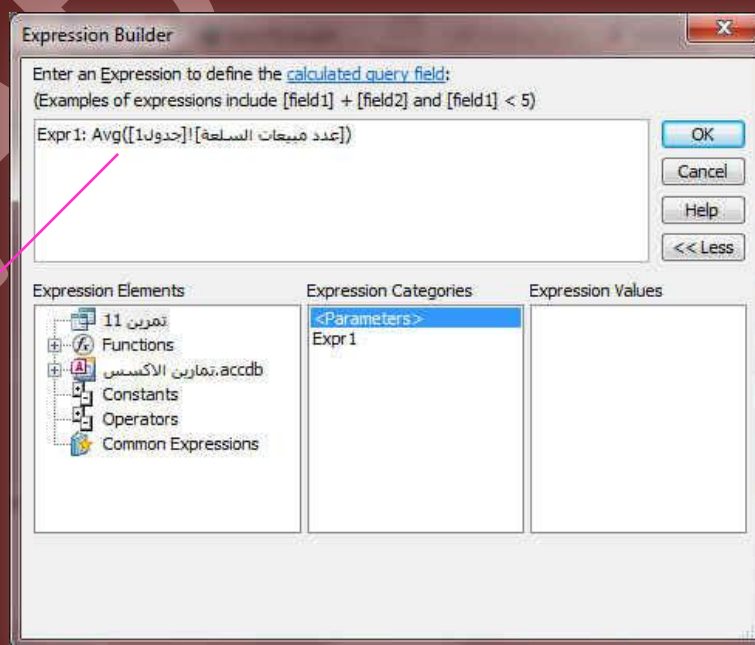 Expression Builder
Enter an Expression to define the calculated query field:
(Examples of expressions include [field1] + [field2] and [field1] < 5)
Expr1: Avg([جدول1]![عدد مبيعات السلعة])
OK
Cancel
Help
<< Less
Expression Elements
تمرين 11
Functions
تمارين الاكسس.accdb
Constants
Operators
Common Expressions
Expression Categories
<Parameters>
Expr1
Expression Values